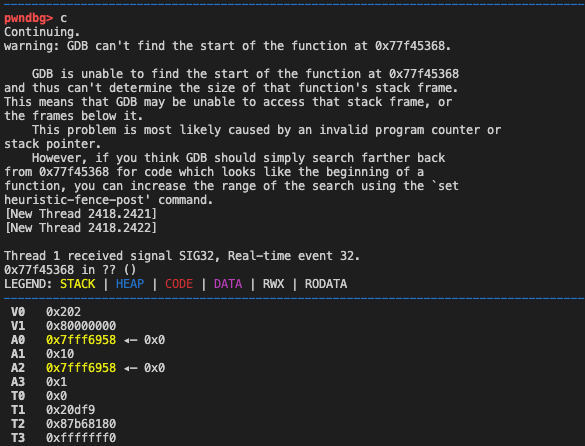 pwndbg> c
Continuing.
warning: GDB can't find the start of the function at 0x77f45368.
GDB is unable to find the start of the function at 0x77f45368
and thus can't determine the size of that function's stack frame.
This means that GDB may be unable to access that stack frame, or
the frames below it.
This problem is most likely caused by an invalid program counter or
stack pointer.
However, if you think GDB should simply search farther back
from 0x77f45368 for code which looks like the beginning of a
function, you can increase the range of the search using the `set
heuristic-fence-post' command.
[New Thread 2418.2421]
[New Thread 2418.2422]
Thread 1 received signal SIG32, Real-time event 32.
0x77f45368 in ?? ()
LEGEND: STACK | HEAP | CODE | DATA | RWX | RODATA
V0 0x202
V1 0x80000000
A0 0x7fff6958 ◂— 0x0
A1 0x10
A2 0x7fff6958 ◂— 0x0
A3 0x1
T0 0x0
T1 0x20df9
T2 0x87b68180
T3 0xfffffff0